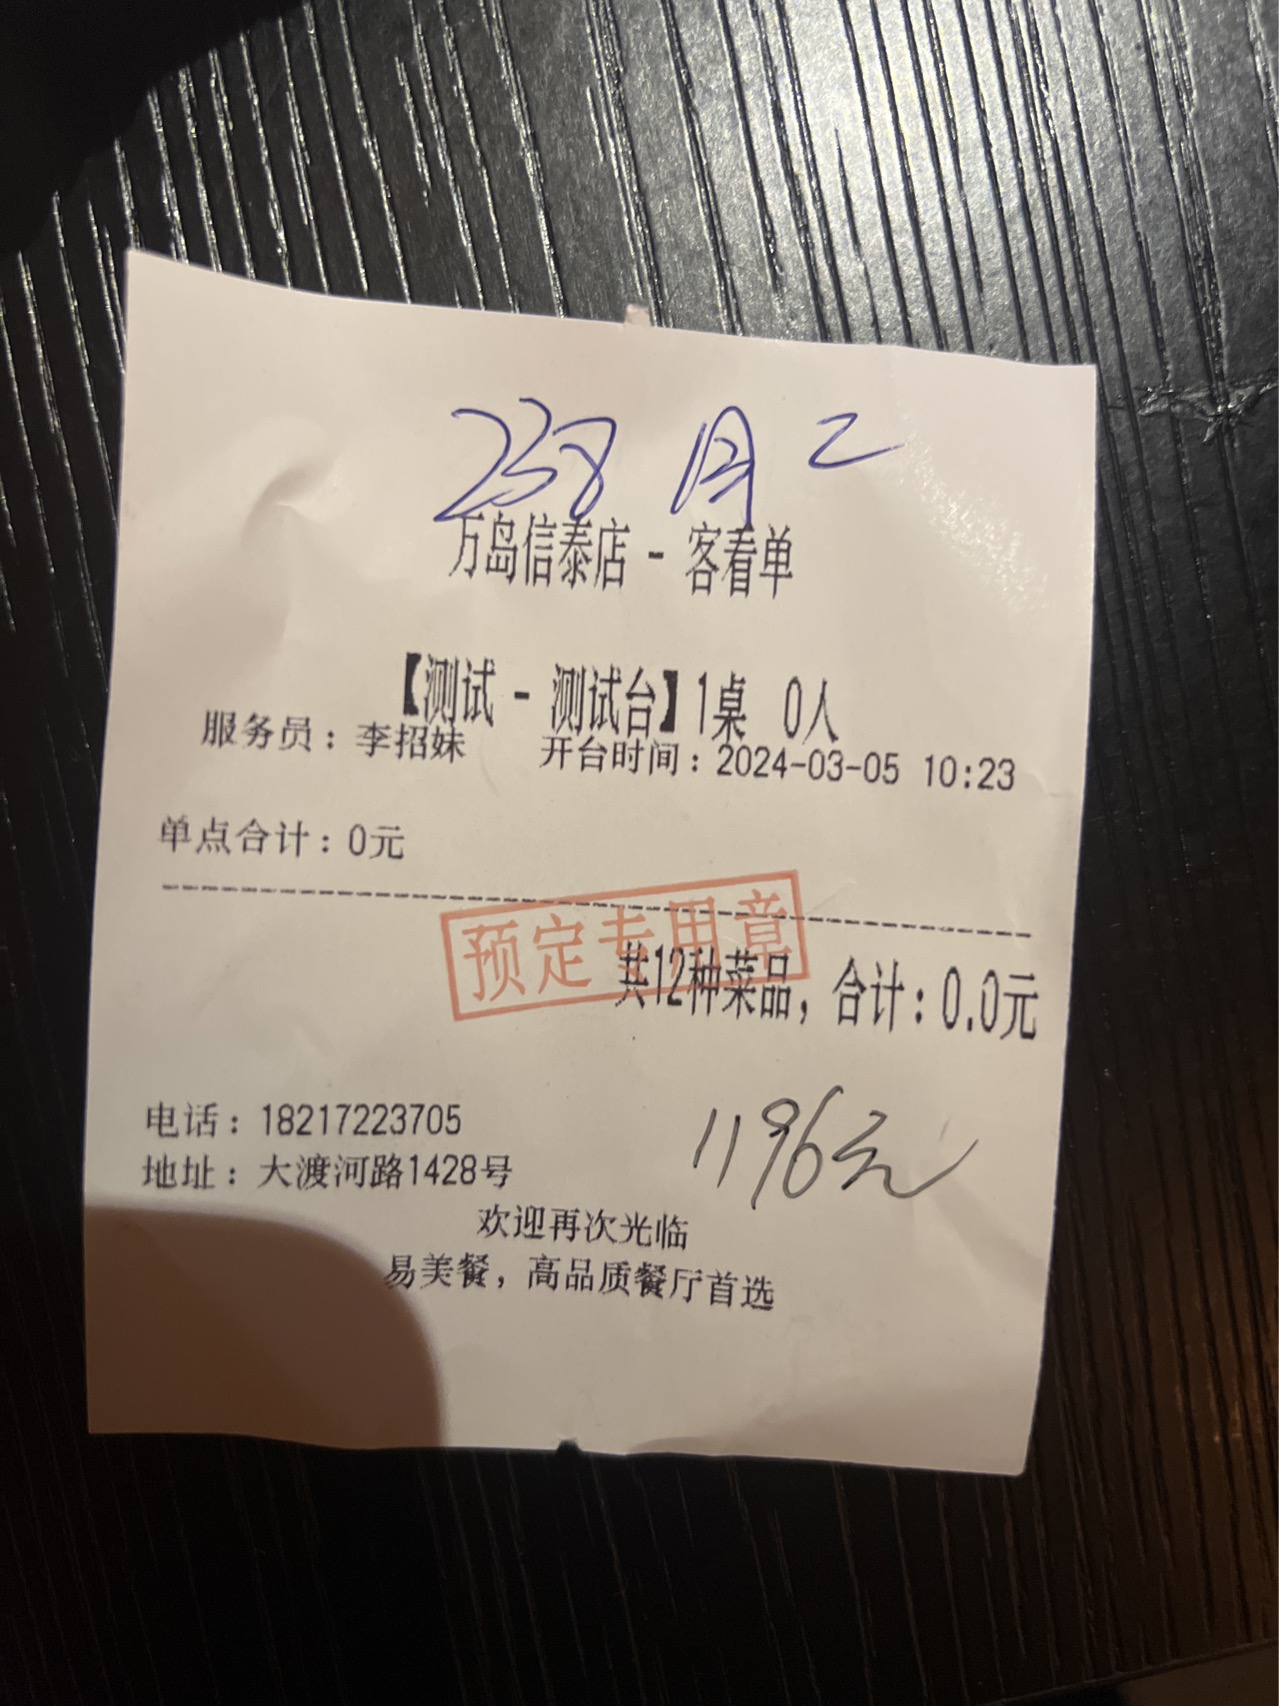 238
万岛信泰店 - 客看单
【测试 - 测试台】1桌 0人
服务员：李招妹 开台时间：2024-03-05 10:23
单点合计：0元
预定专用章
共12种菜品，合计：0.0元
电话：18217223705
1196元
地址：大渡河路1428号
欢迎再次光临
易美餐，高品质餐厅首选